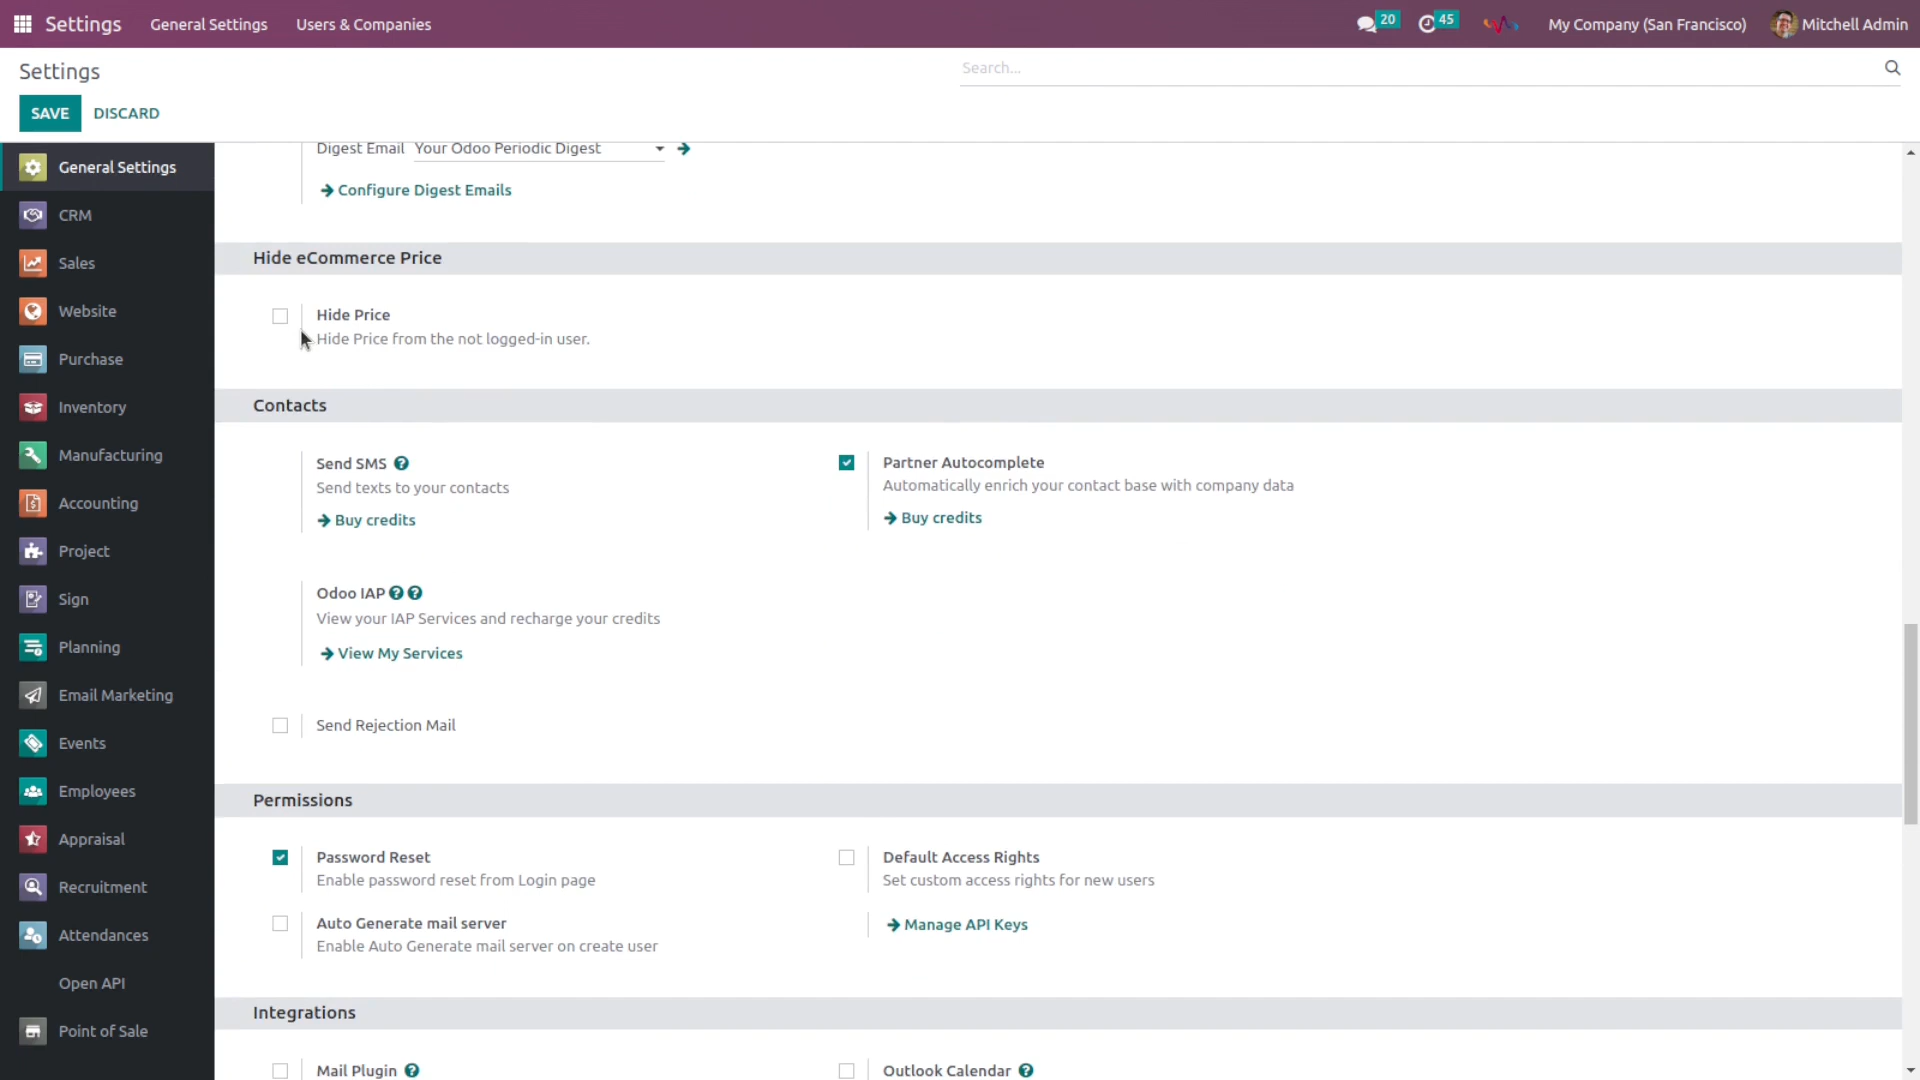 Settings
General Settings
Users & Companies
20
45
My Company (San Francisco)
Mitchell Admin
Settings
Search...
SAVE
DISCARD
General Settings
CRM
Sales
Website
Purchase
Inventory
Manufacturing
Accounting
Project
Sign
Planning
Email Marketing
Events
Employees
Appraisal
Recruitment
Attendances
Open API
Point of Sale
Digest Email Your Odoo Periodic Digest
Configure Digest Emails
Hide eCommerce Price
Hide Price
Hide Price from the not logged-in user.
Contacts
Send SMS ?
Send texts to your contacts
Buy credits
Partner Autocomplete
Automatically enrich your contact base with company data
Buy credits
Odoo IAP ? ?
View your IAP Services and recharge your credits
View My Services
Send Rejection Mail
Permissions
Password Reset
Enable password reset from Login page
Default Access Rights
Set custom access rights for new users
Auto Generate mail server
Enable Auto Generate mail server on create user
Manage API Keys
Integrations
Mail Plugin ?
Outlook Calendar ?